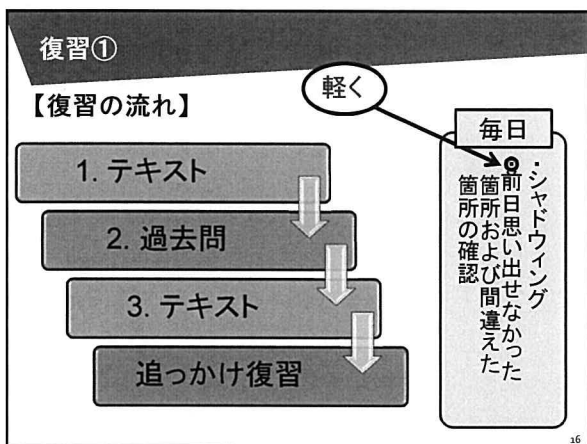 復習①
【復習の流れ】
軽く
1. テキスト
2. 過去問
3. テキスト
追っかけ復習
毎日
・シャドウィング
前日思い出せなかった
箇所および間違えた
箇所の確認
16